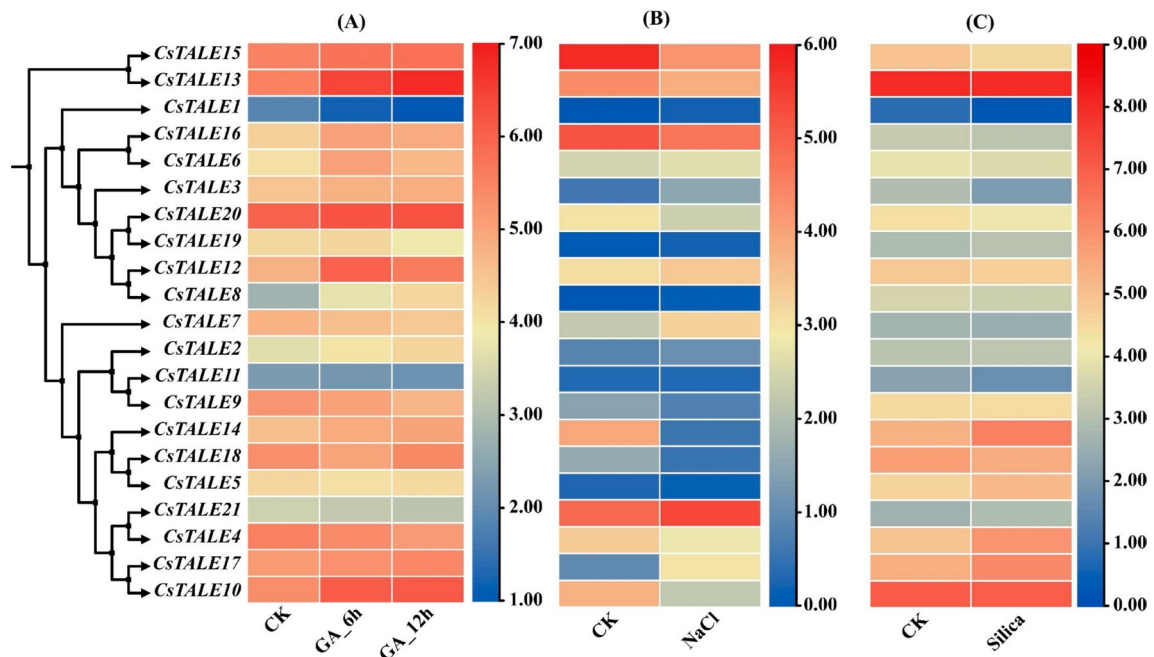 (A)
(B)
(C)
CsTALE15
CsTALE13
CsTALE1
CsTALE16
CsTALE6
CsTALE3
CsTALE20
CsTALE19
CsTALE12
CsTALE8
CsTALE7
CsTALE2
CsTALE11
CsTALE9
CsTALE14
CsTALE18
CsTALE5
CsTALE21
CsTALE4
CsTALE17
CsTALE10
7.00
6.00
5.00
4.00
3.00
2.00
1.00
6.00
5.00
4.00
3.00
2.00
1.00
0.00
9.00
8.00
7.00
6.00
5.00
4.00
3.00
2.00
1.00
0.00
CK
GA_6h
GA_12h
CK
NaCl
CK
Silica